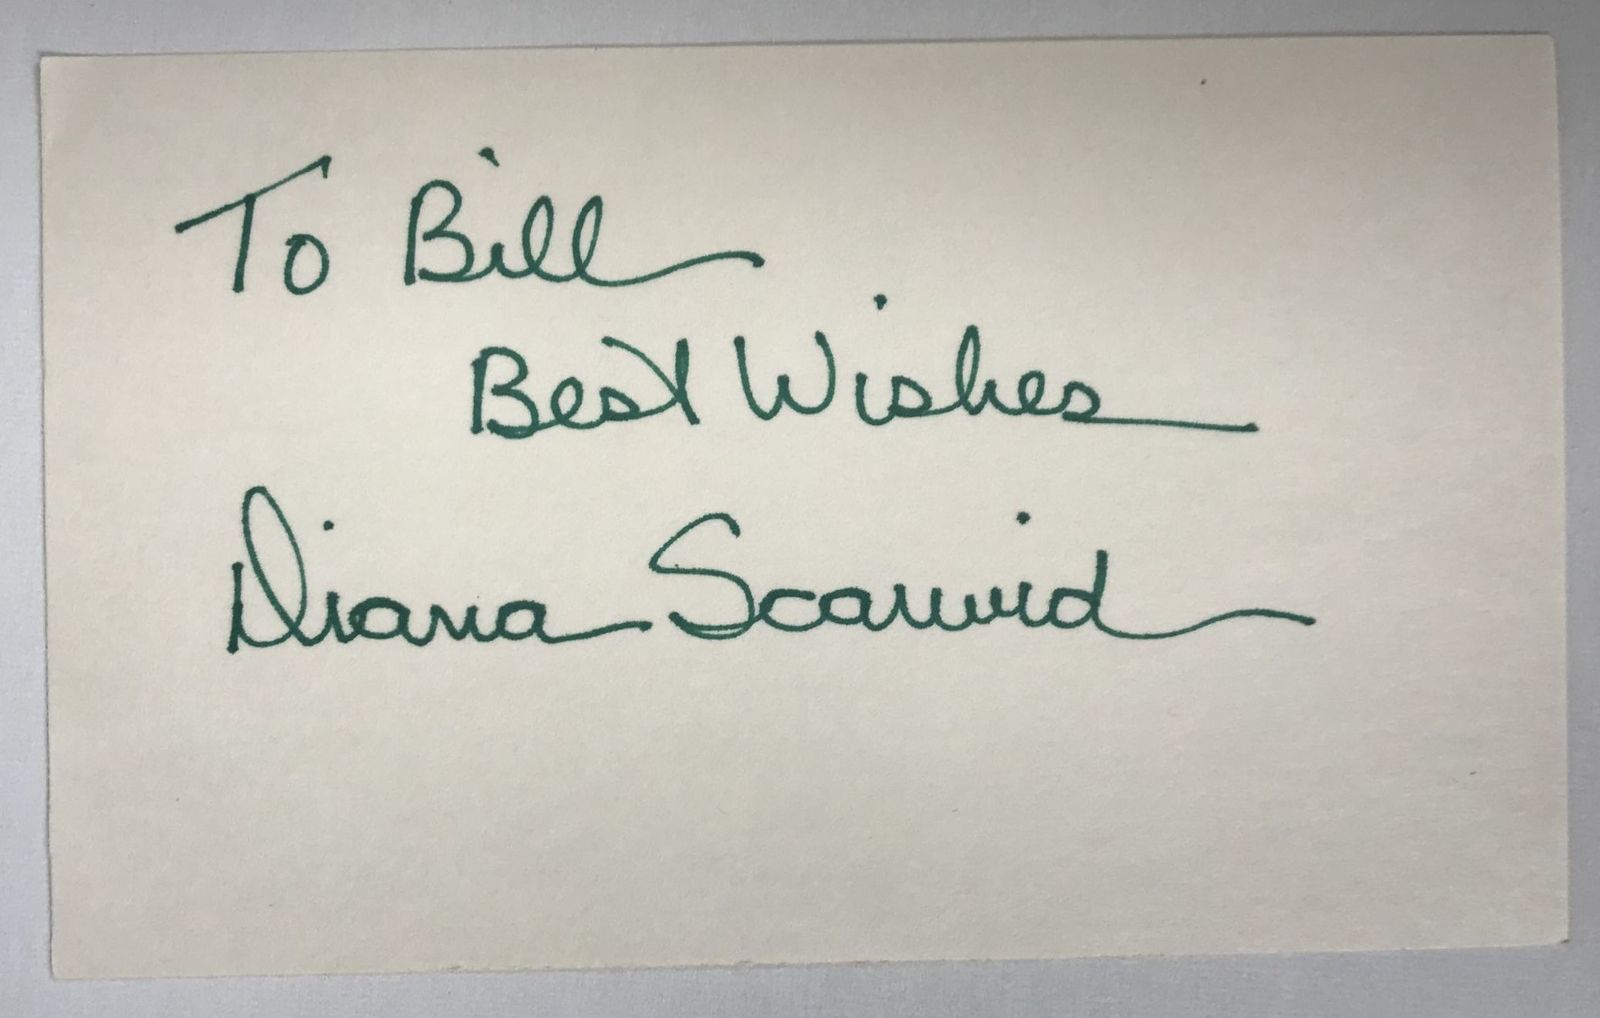 To Bill
Best Wishes
Diana Scarwid